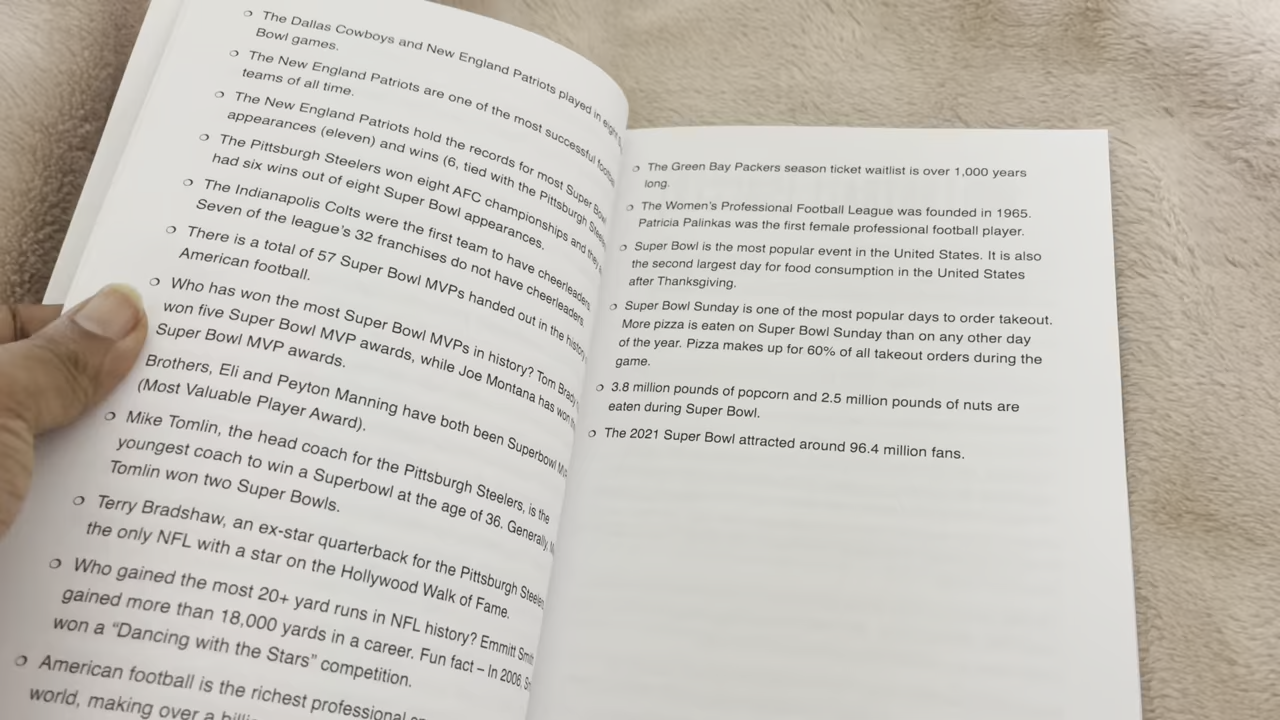 The Dallas Cowboys and New England Patriots played in eight
Bowl games.
The New England Patriots are one of the most successful
teams of all time.
The New England Patriots hold the records for most Super Bowl
appearances (eleven) and wins (6, tied with the Pittsburgh
The Pittsburgh Steelers won eight AFC championships and they
had six wins out of eight Super Bowl appearances.
The Indianapolis Colts were the first team to have cheerleaders.
Seven of the league's 32 franchises do not have cheerleaders.
There is a total of 57 Super Bowl MVPs handed out in the history
American football.
Who has won the most Super Bowl MVPs in history? Tom Brady
won five Super Bowl MVP awards, while Joe Montana has won
Super Bowl MVP awards.
Brothers, Eli and Peyton Manning have both been Superbowl
(Most Valuable Player Award).
Mike Tomlin, the head coach for the Pittsburgh Steelers, is the
youngest coach to win a Superbowl at the age of 36. Generally,
Tomlin won two Super Bowls.
Terry Bradshaw, an ex-star quarterback for the Pittsburgh Steelers,
the only NFL with a star on the Hollywood Walk of Fame.
Who gained the most 20+ yard runs in NFL history? Emmitt Smith
gained more than 18,000 yards in a career. Fun fact – In 2006,
won a “Dancing with the Stars” competition.
American football is the richest professional
world, making over a
The Green Bay Packers season ticket waitlist is over 1,000 years
long.
The Women's Professional Football League was founded in 1965.
Patricia Palinkas was the first female professional football player.
Super Bowl is the most popular event in the United States. It is also
the second largest day for food consumption in the United States
after Thanksgiving.
Super Bowl Sunday is one of the most popular days to order takeout.
More pizza is eaten on Super Bowl Sunday than on any other day
of the year. Pizza makes up for 60% of all takeout orders during the
game.
3.8 million pounds of popcorn and 2.5 million pounds of nuts are
eaten during Super Bowl.
The 2021 Super Bowl attracted around 96.4 million fans.